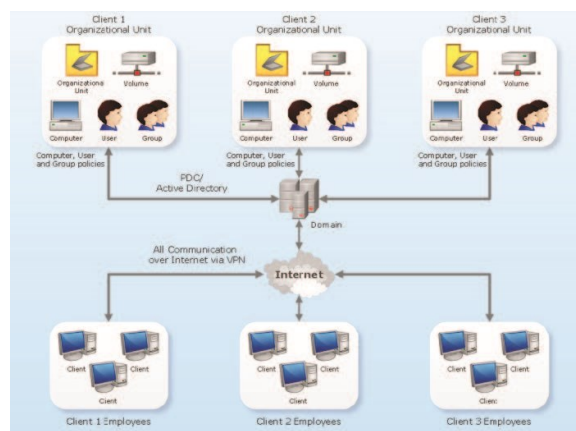 Client 1
Organizational Unit
Client 2
Organizational Unit
Client 3
Organizational Unit
Organizational
Unit
Volume
Computer
User
Group
Organizational
Unit
Volume
Computer
User
Group
Organizational
Unit
Volume
Computer
User
Group
Computer, User
and Group policies
Computer, User
and Group policies
Computer, User
and Group policies
PDC/
Active Directory
Domain
All Communication
over Internet via VPN
Internet
Client
Client
Client
Client
Client
Client
Client
Client
Client
Client 1 Employees
Client 2 Employees
Client 3 Employees